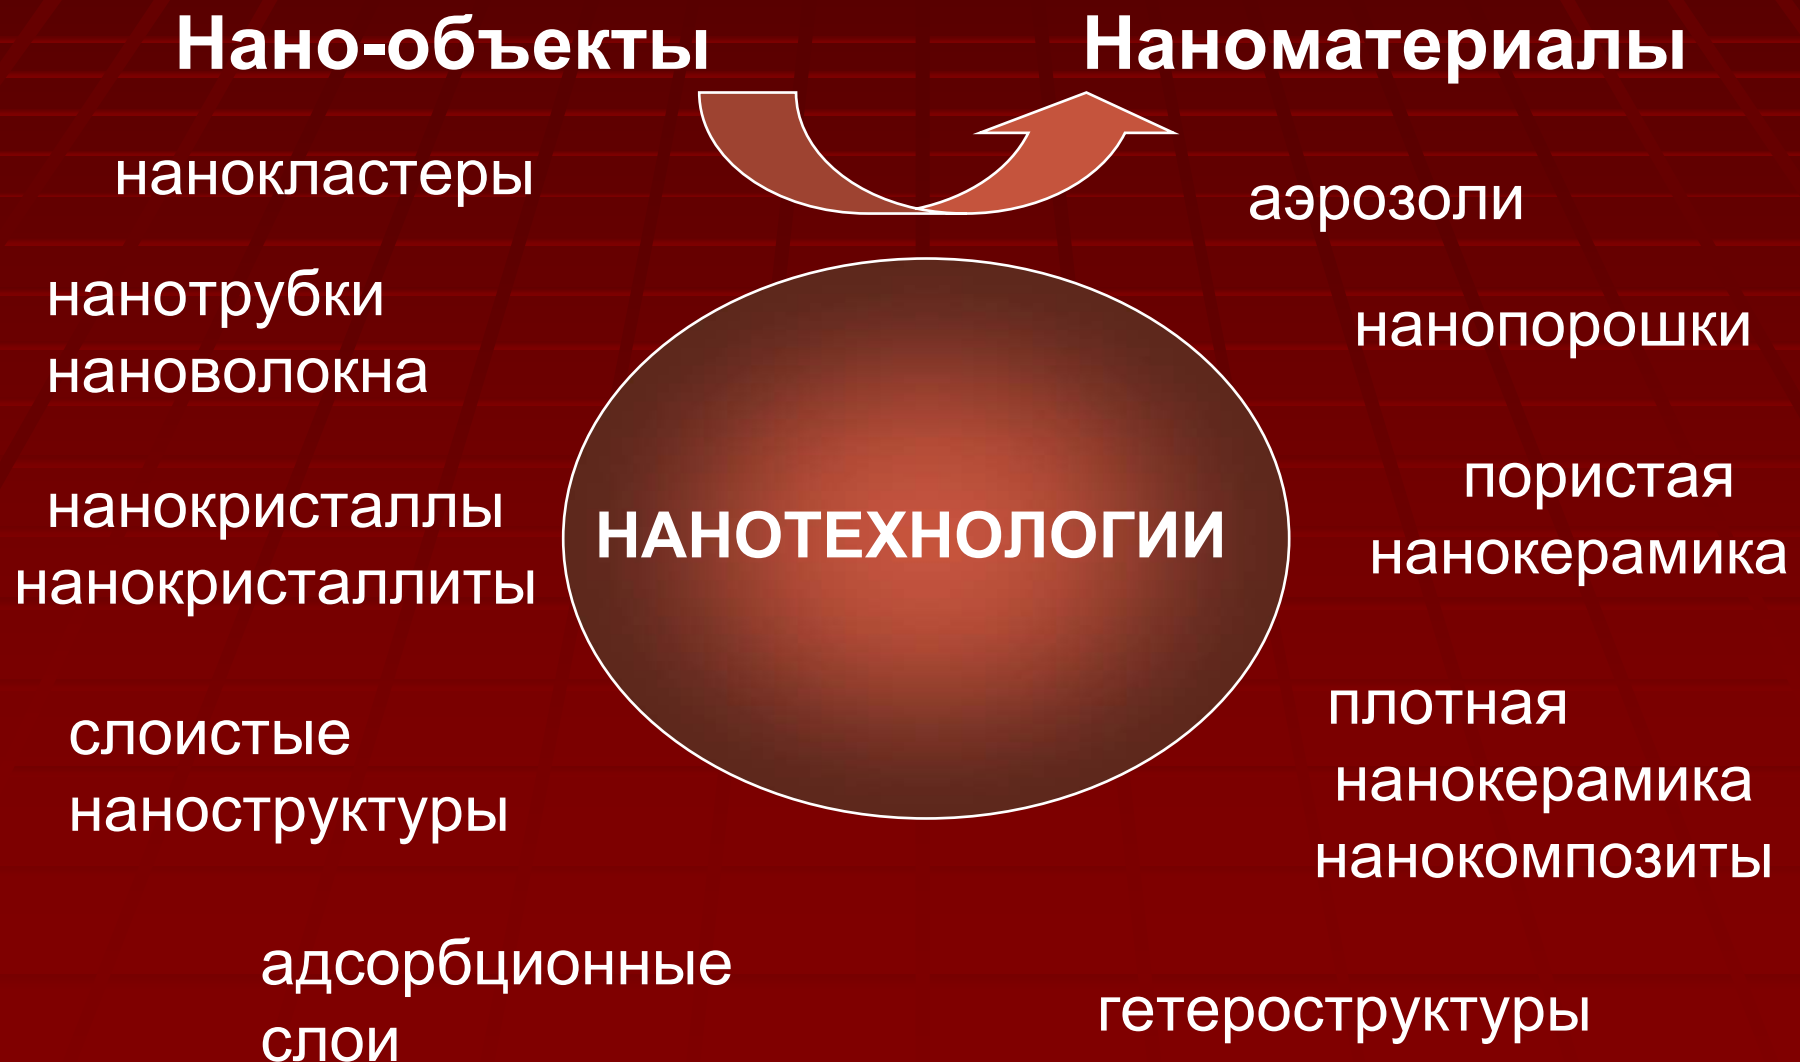 Нано-объекты
нанокластеры
нанотрубки
нановолокна
нанокристаллы
нанокристаллиты
слоистые
наноструктуры
адсорбционные
слои
НАНОТЕХНОЛОГИИ
Наноматериалы
аэрозоли
нанопорошки
пористая
нанокерамика
плотная
нанокерамика
нанокомпозиты
гетероструктуры